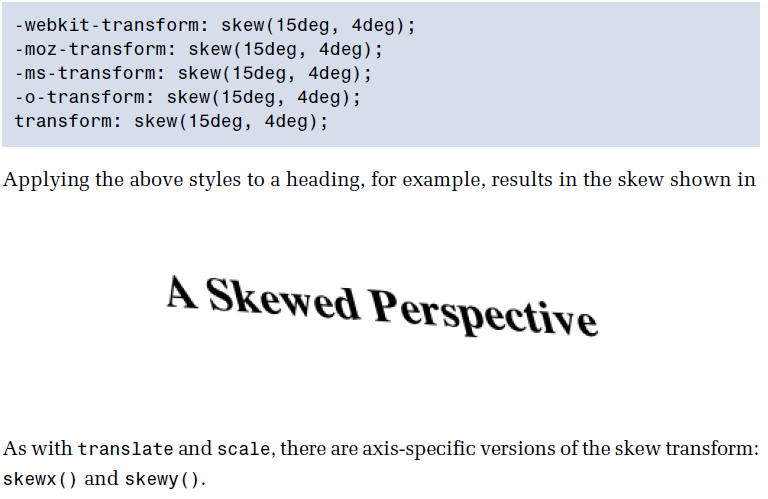 -webkit-transform: skew(15deg, 4deg);
-moz-transform: skew(15deg, 4deg);
-ms-transform: skew(15deg, 4deg);
-o-transform: skew(15deg, 4deg);
transform: skew(15deg, 4deg);
Applying the above styles to a heading, for example, results in the skew shown in
A Skewed Perspective
As with translate and scale, there are axis-specific versions of the skew transform:
skewx() and skewy().